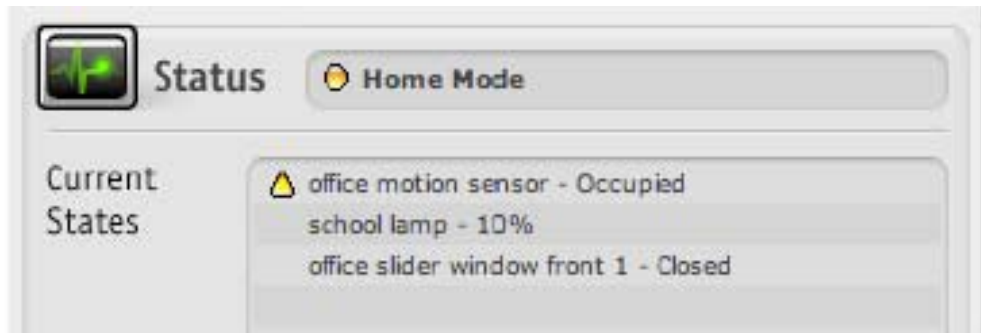 Status
Home Mode
Current
States
office motion sensor - Occupied
school lamp - 10%
office slider window front 1 - Closed